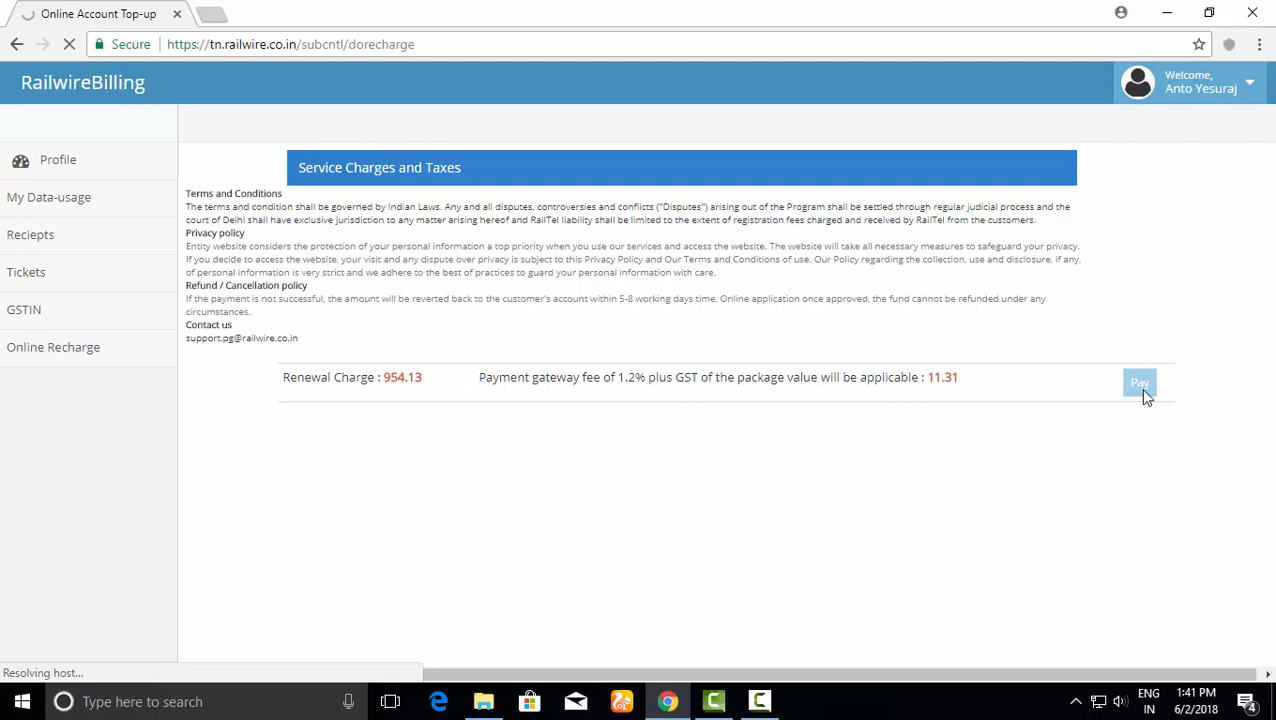 Online Account Top-up
Secure
https://tn.railwire.co.in/subcntl/dorecharge
RailwireBilling
Welcome,
Anto Yesuraj
Profile
My Data-usage
Reciepts
Tickets
GSTIN
Online Recharge
Service Charges and Taxes
Terms and Conditions
The terms and condition shall be governed by Indian Laws. Any and all disputes, controversies and conflicts ("Disputes") arising out of the Program shall be settled through regular judicial process and the
court of Delhi shall have exclusive jurisdiction to any matter arising hereof and RailTel liability shall be limited to the extent of registration fees charged and received by RailTel from the customers.
Privacy policy
Entity website considers the protection of your personal information a top priority when you use our services and access the website. The website will take all necessary measures to safeguard your privacy.
If you decide to access the website, your visit and any dispute over privacy is subject to this Privacy Policy and Our Terms and Conditions of use. Our Policy regarding the collection, use and disclosure, if any,
of personal information is very strict and we adhere to the best of practices to guard your personal information with care.
Refund / Cancellation policy
If the payment is not successful, the amount will be reverted back to the customer's account within 5-8 working days time. Online application once approved, the fund cannot be refunded under any
circumstances.
Contact us
support.pg@railwire.co.in
Renewal Charge : 954.13 Payment gateway fee of 1.2% plus GST of the package value will be applicable : 11.31 Pay
Resolving host...
Type here to search
ENG
IN
1:41 PM
6/2/2018
4